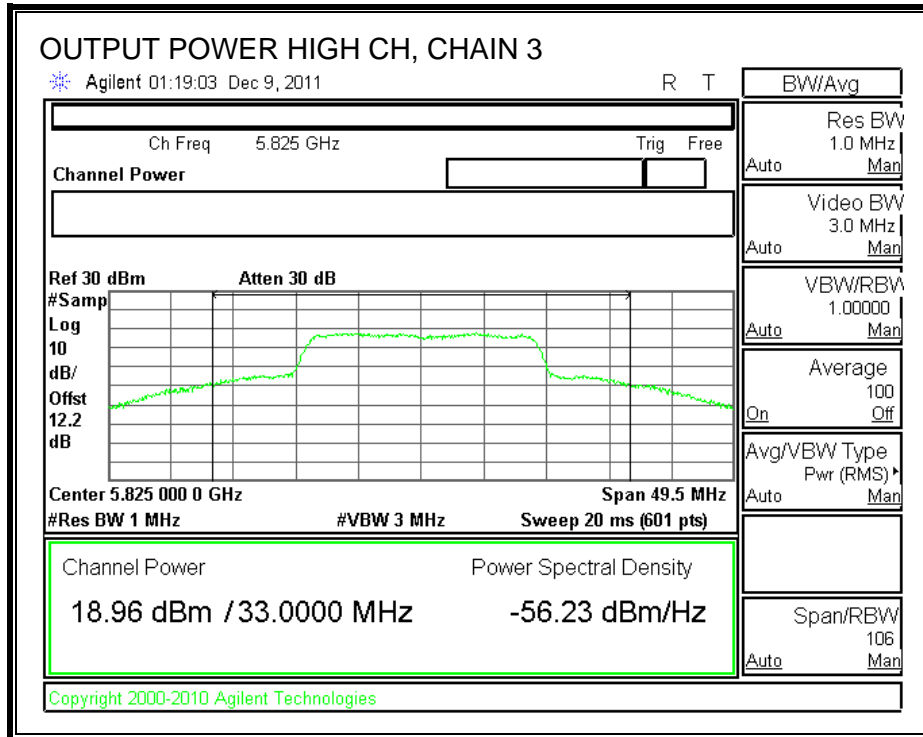 OUTPUT POWER HIGH CH, CHAIN 3
Agilent 01:19:03 Dec 9, 2011 R T
Ch Freq 5.825 GHz Trig Free
Channel Power
Ref 30 dBm Atten 30 dB
#Samp
Log
10
dB/
Offst
12.2
dB
Center 5.825 000 0 GHz Span 49.5 MHz
#Res BW 1 MHz #VBW 3 MHz Sweep 20 ms (601 pts)
Channel Power Power Spectral Density
18.96 dBm / 33.0000 MHz -56.23 dBm/Hz
Copyright 2000-2010 Agilent Technologies
BW/Avg
Res BW
1.0 MHz
Auto Man
Video BW
3.0 MHz
Auto Man
VBW/RBW
1.00000
Auto Man
Average
100
On Off
Avg/VBW Type
Pwr (RMS)
Auto Man
Span/RBW
106
Auto Man